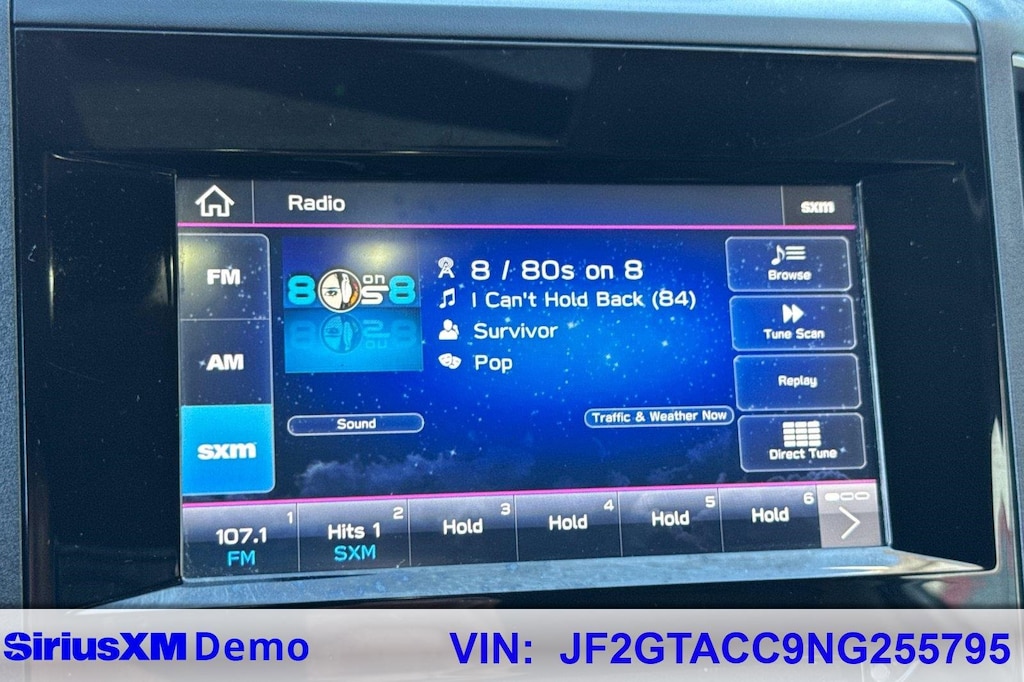 Radio
sxm
FM
AM
sxm
80s on 8
8 / 80s on 8
I Can't Hold Back (84)
Survivor
Pop
Sound
Traffic & Weather Now
Browse
Tune Scan
Replay
Direct Tune
107.1 1
FM
Hits 1 2
SXM
Hold 3
Hold 4
Hold 5
Hold 6
SiriusXM Demo
VIN: JF2GTACC9NG255795